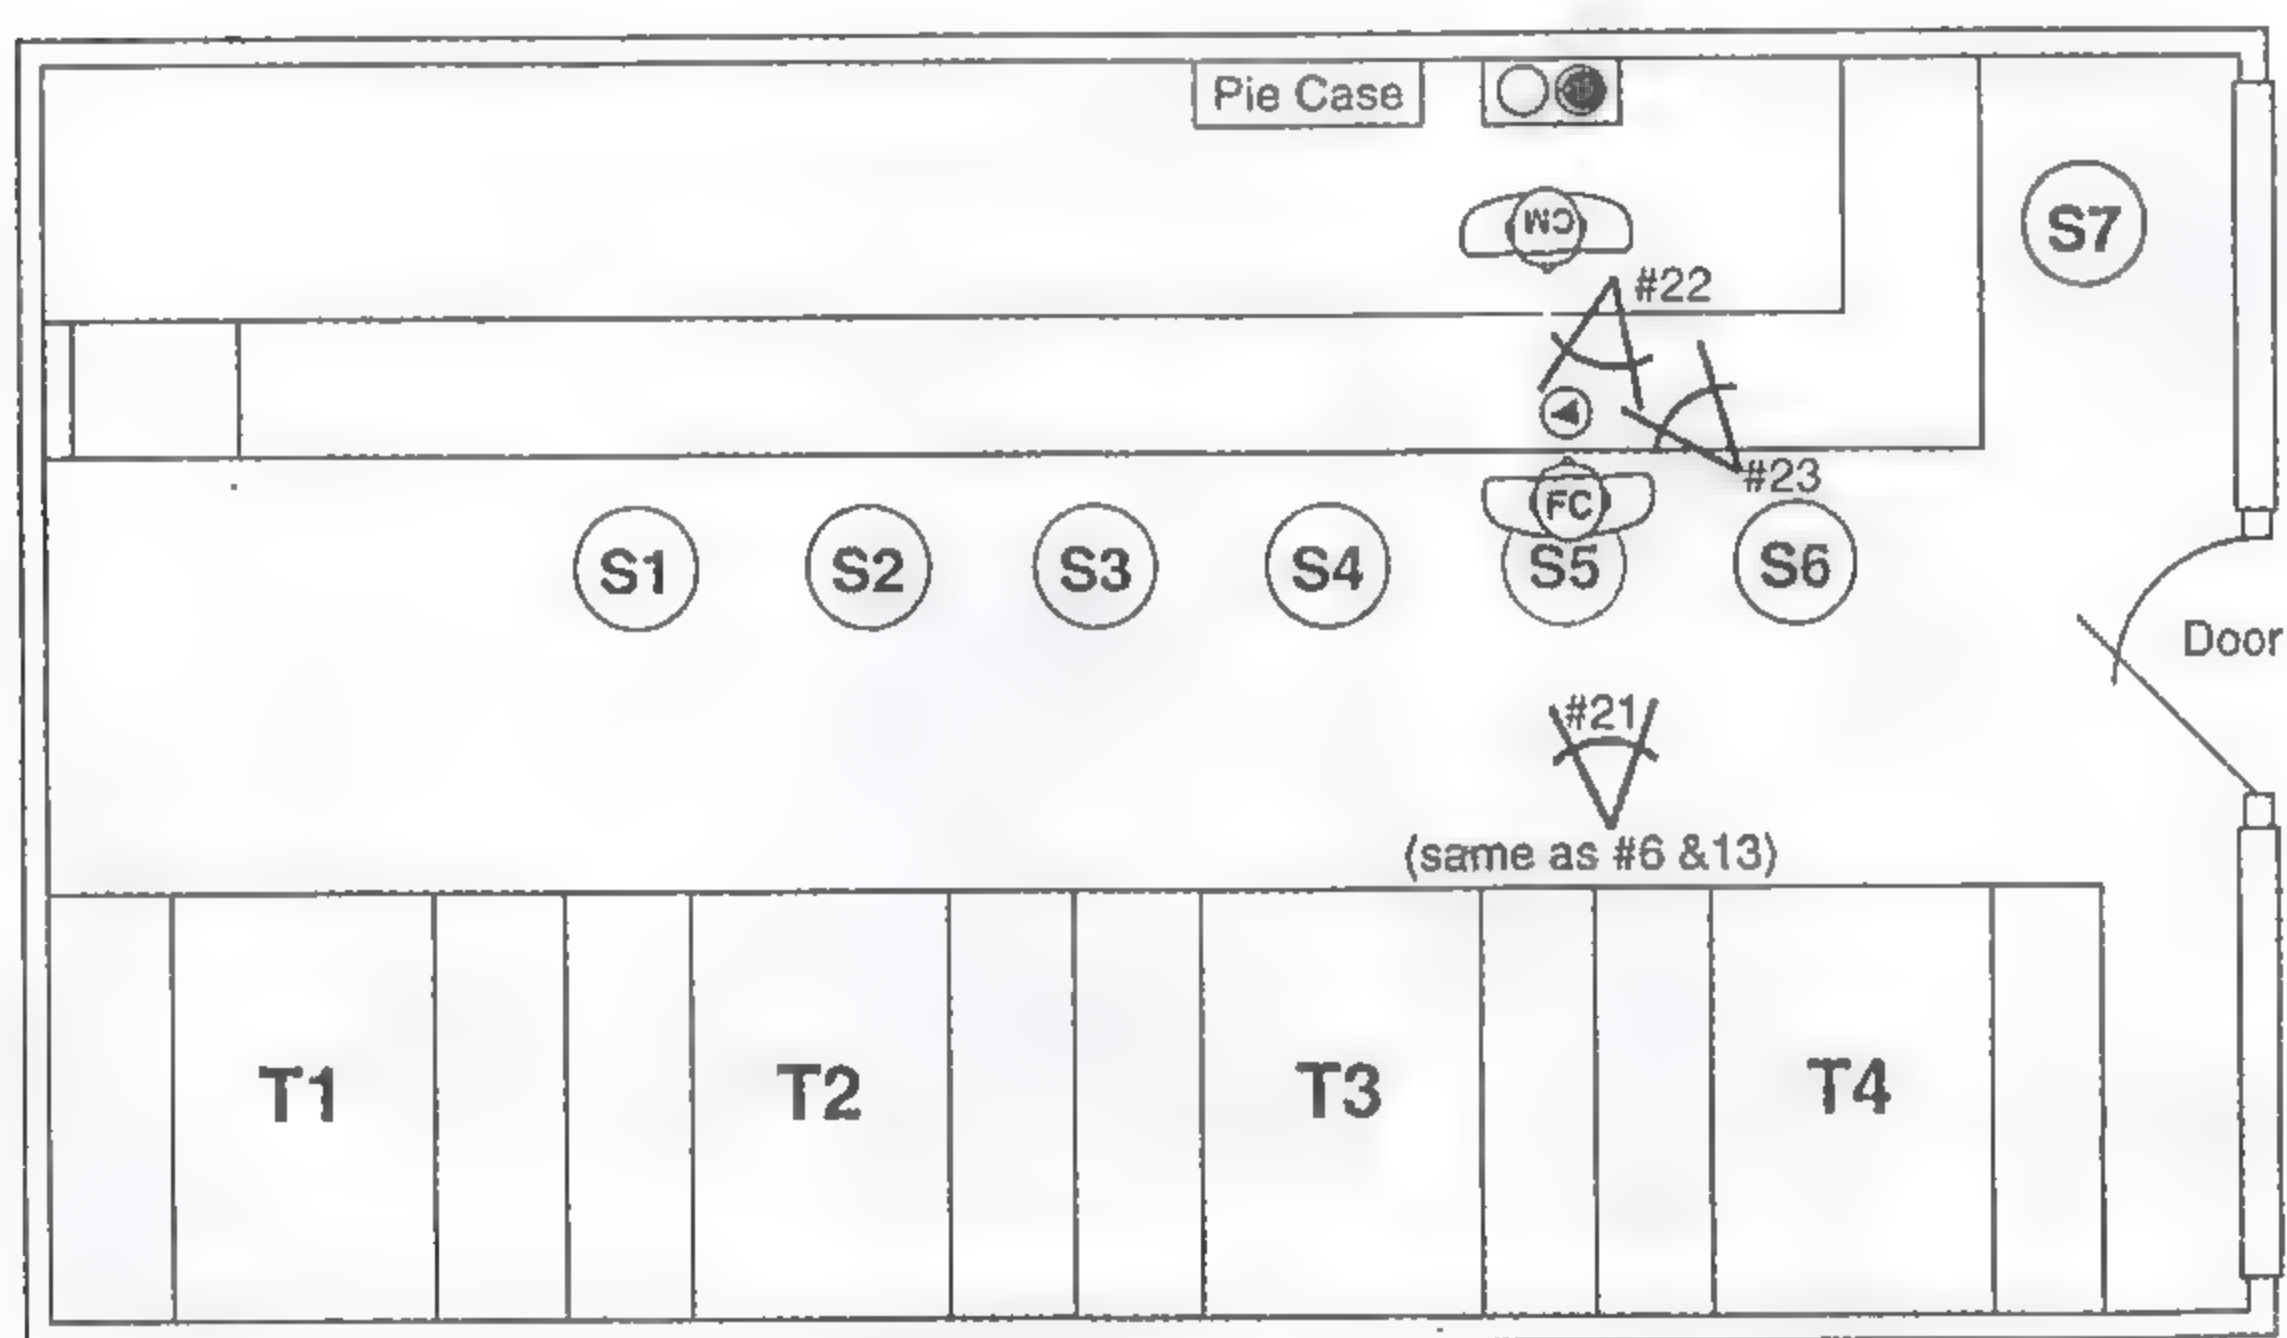 Pie Case
CM
S7
#22
#23
FC
S1
S2
S3
S4
S5
S6
Door
#21
(same as #6 &13)
T1
T2
T3
T4